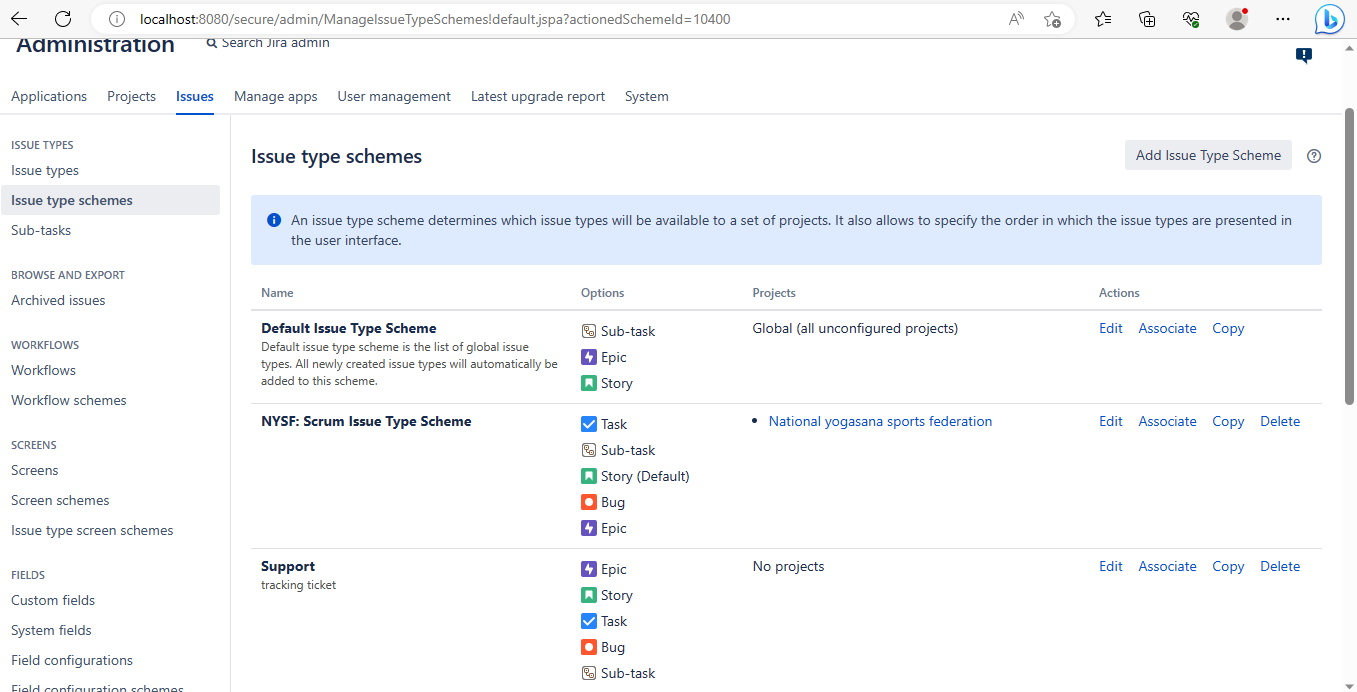 localhost:8080/secure/admin/ManageIssueTypeSchemes!default.jspa?actionedSchemeId=10400
Administration
Search Jira admin
Applications Projects Issues Manage apps User management Latest upgrade report System
ISSUE TYPES
Issue types
Issue type schemes
Sub-tasks
BROWSE AND EXPORT
Archived issues
WORKFLOWS
Workflows
Workflow schemes
SCREENS
Screens
Screen schemes
Issue type screen schemes
FIELDS
Custom fields
System fields
Field configurations
Field configuration schemes
Issue type schemes
Add Issue Type Scheme
An issue type scheme determines which issue types will be available to a set of projects. It also allows to specify the order in which the issue types are presented in
the user interface.
Name Options Projects Actions
Default Issue Type Scheme
Default issue type scheme is the list of global issue
types. All newly created issue types will automatically be
added to this scheme.
Sub-task
Epic
Story
Global (all unconfigured projects)
Edit Associate Copy
NYSF: Scrum Issue Type Scheme
Task
Sub-task
Story (Default)
Bug
Epic
• National yogasana sports federation
Edit Associate Copy Delete
Support
tracking ticket
Epic
Story
Task
Bug
Sub-task
No projects
Edit Associate Copy Delete